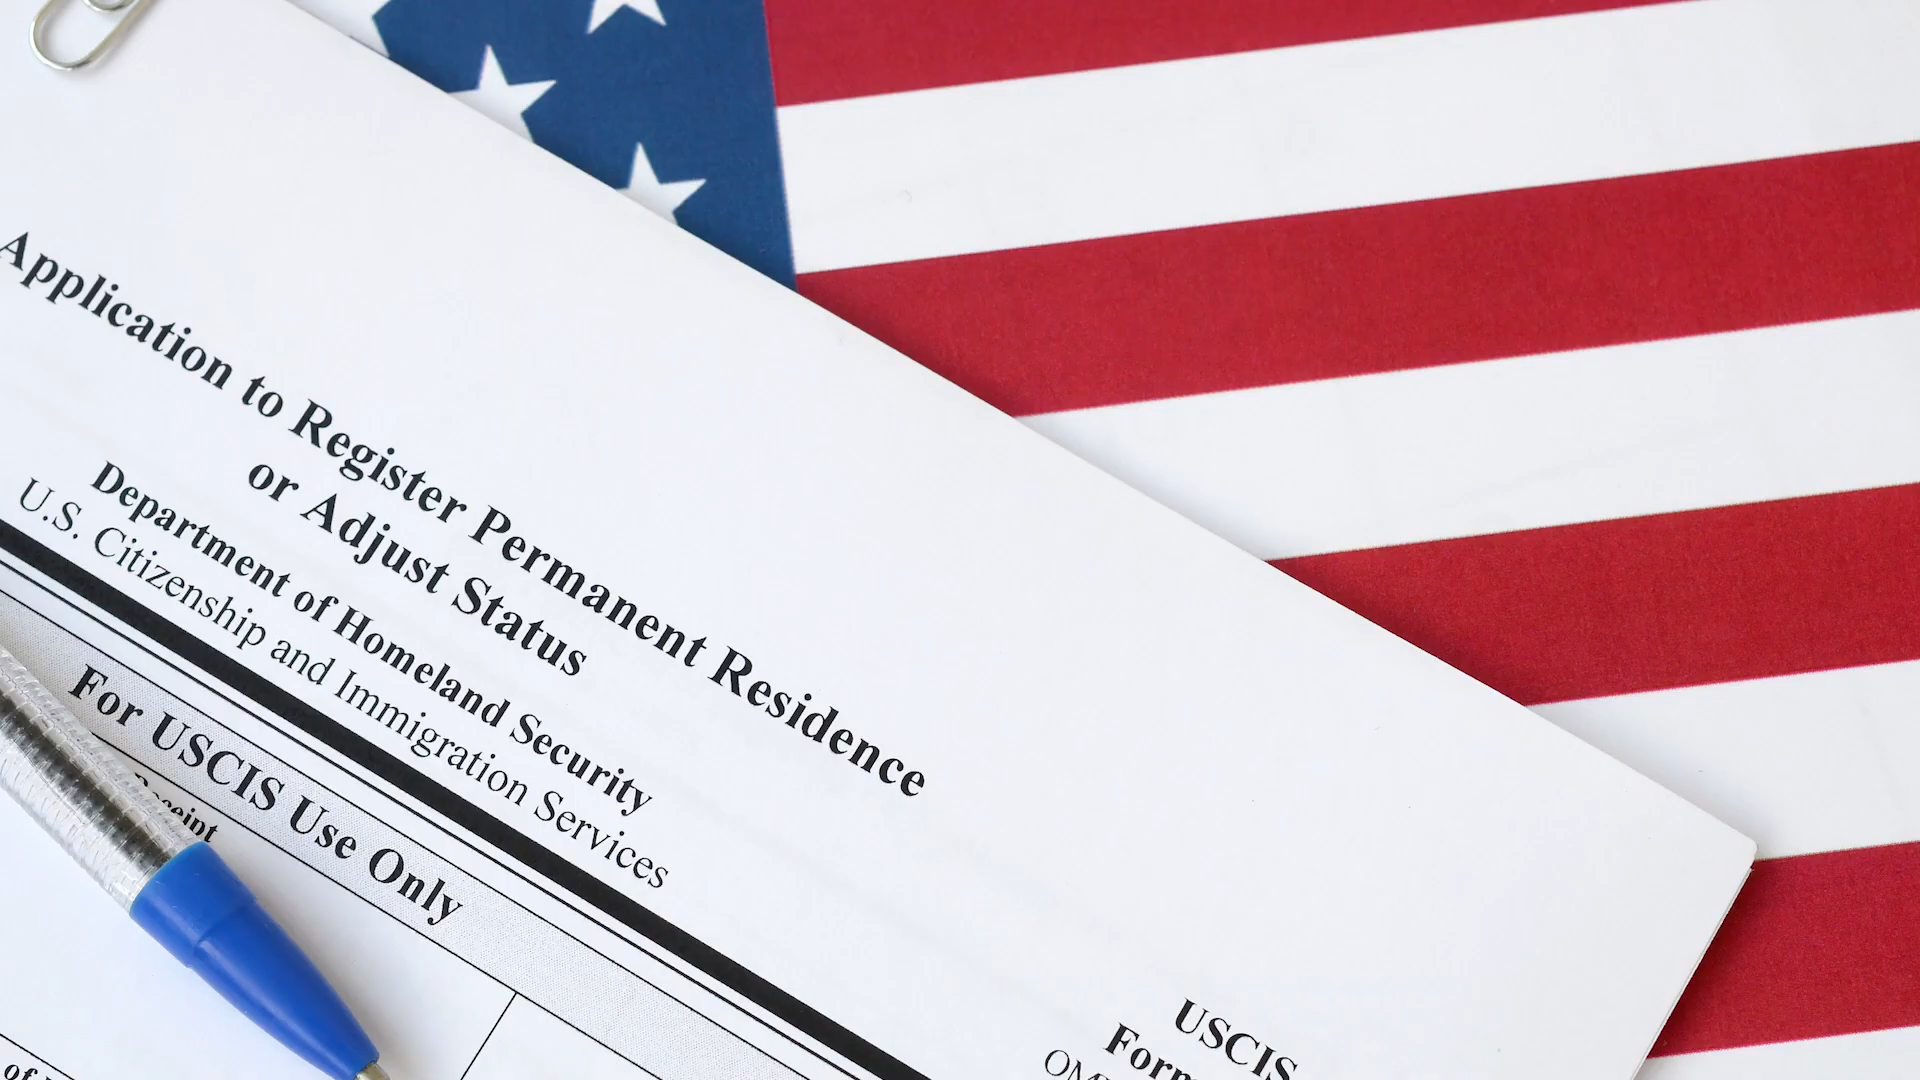 Application to Register Permanent Residence
or Adjust Status
Department of Homeland Security
U.S. Citizenship and Immigration Services
USCIS
For USCIS Use Only
of